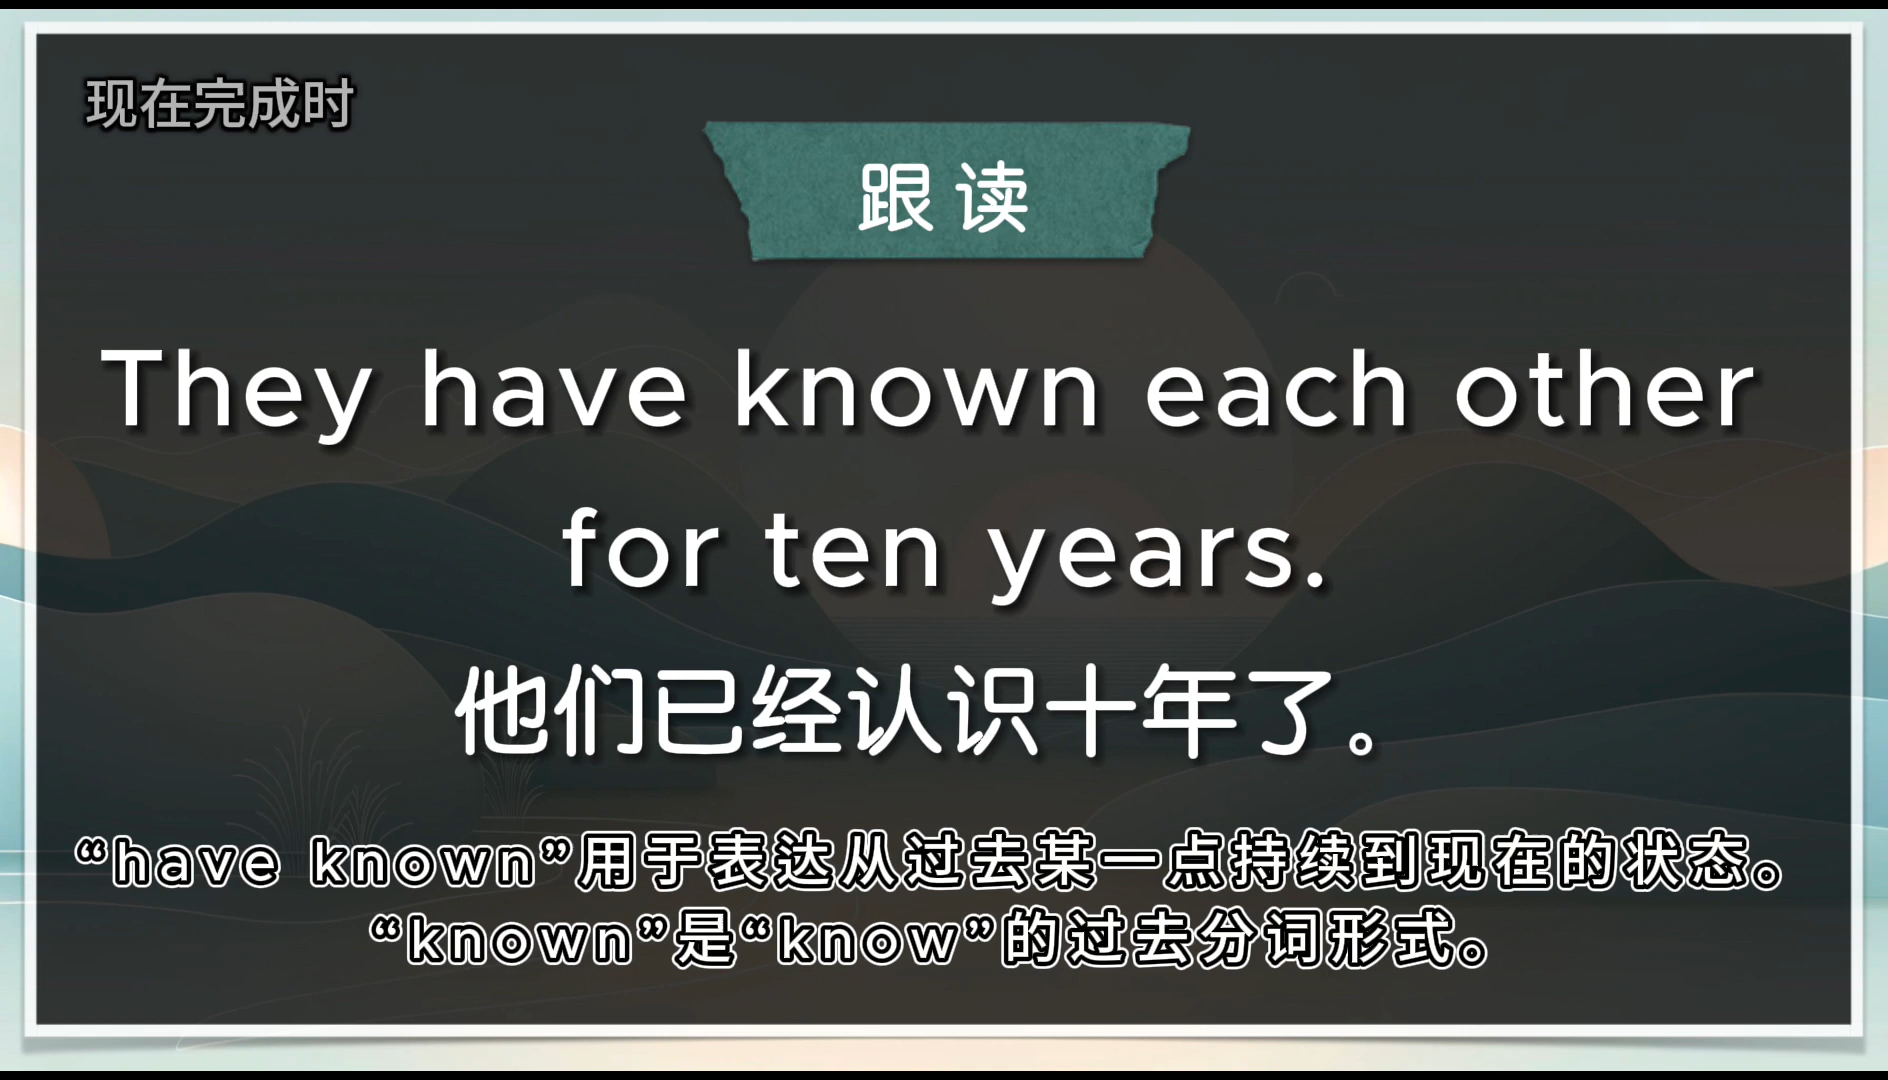 现在完成时
跟读
They have known each other
for ten years.
他们已经认识十年了。
“have known”用于表达从过去某一点持续到现在的状态。
“known”是“know”的过去分词形式。